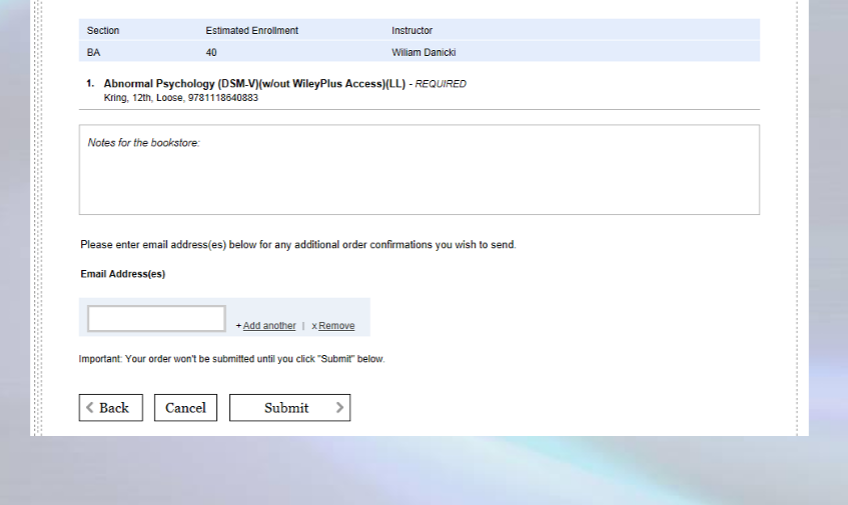 Section Estimated Enrollment Instructor
BA 40 Wiliam Danicki
1. Abnormal Psychology (DSM-V)(w/out WileyPlus Access)(LL) - REQUIRED
Kring, 12th, Loose, 9781118640883
Notes for the bookstore:
Please enter email address(es) below for any additional order confirmations you wish to send.
Email Address(es)
+ Add another | x Remove
Important: Your order won't be submitted until you click "Submit" below.
< Back Cancel Submit >